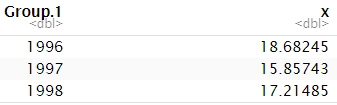 Group.1 x
<dbl> <dbl>
1996 18.68245
1997 15.85743
1998 17.21485